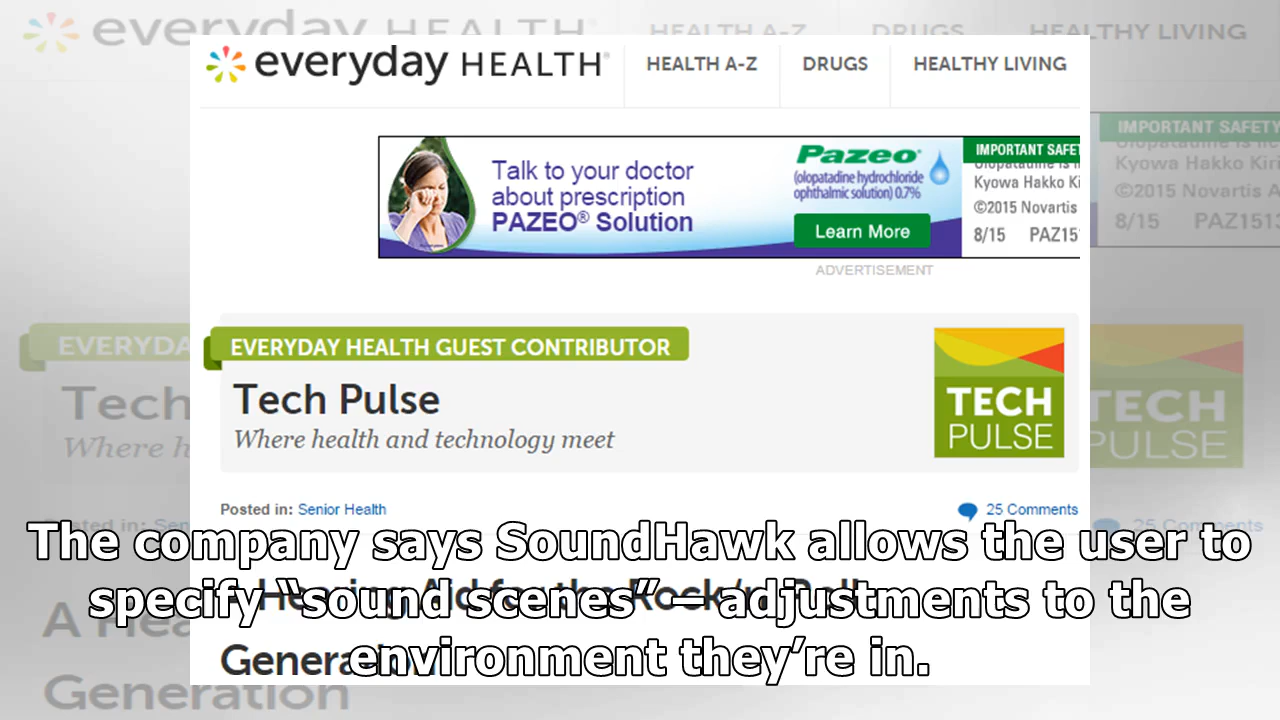 everyday HEALTH
HEALTH A-Z
DRUGS
HEALTHY LIVING
Talk to your doctor
about prescription
PAZEO® Solution
Pazeo®
(olopatadine hydrochloride
ophthalmic solution) 0.7%
Learn More
IMPORTANT SAFET
Kyowa Hakko Ki
©2015 Novartis
8/15 PAZ151
ADVERTISEMENT
EVERYDAY HEALTH GUEST CONTRIBUTOR
Tech Pulse
Where health and technology meet
TECH
PULSE
Posted in: Senior Health
25 Comments
The company says SoundHawk allows the user to
specify “sound scenes” — adjustments to the
environment they’re in.